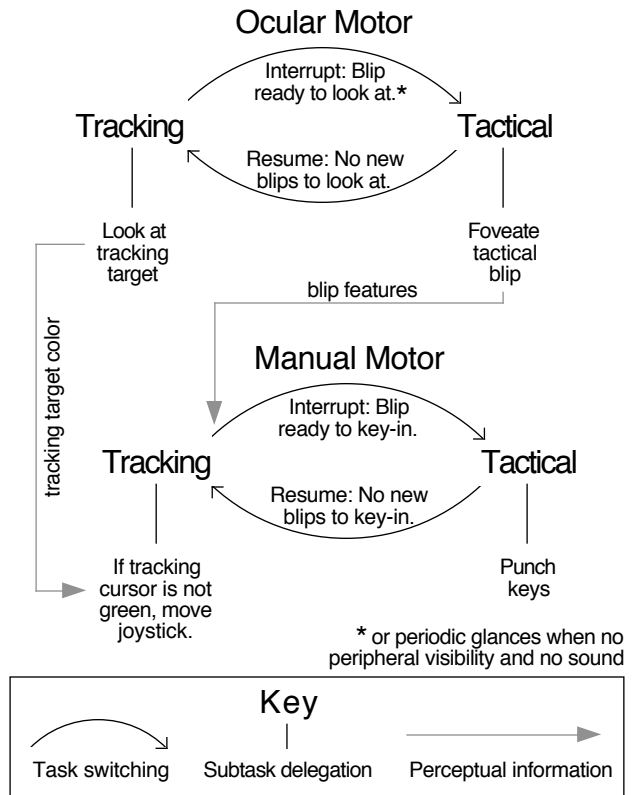 Ocular Motor
Interrupt: Blip
ready to look at.*
Tracking
Tactical
Resume: No new
blips to look at.
Look at
tracking
target
Foveate
tactical
blip
blip features
tracking target color
Manual Motor
Interrupt: Blip
ready to key-in.
Tracking
Tactical
Resume: No new
blips to key-in.
If tracking
cursor is not
green, move
joystick.
Punch
keys
* or periodic glances when no
peripheral visibility and no sound
Key
Task switching
Subtask delegation
Perceptual information